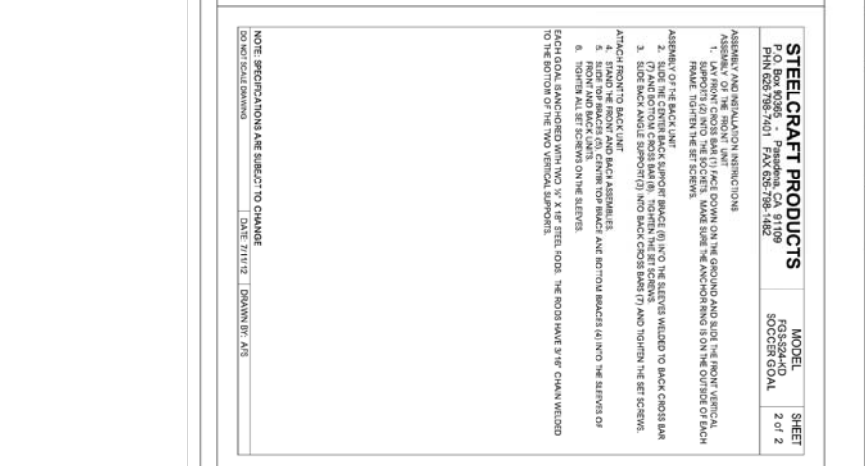 STEELCRAFT PRODUCTS
P.O. Box 90365 - Pasadena, CA 91109
PHN 626 798-7401 FAX 626-798-1482
MODEL
FGS-S24-KD
SOCCER GOAL
SHEET
2 of 2
ASSEMBLY AND INSTALLATION INSTRUCTIONS
ASSEMBLY OF THE FRONT UNIT
1. LAY FRONT CROSS BAR (1) FACE DOWN ON THE GROUND AND SLIDE THE FRONT VERTICAL
SUPPORTS (2) INTO THE SOCKETS. MAKE SURE THE ANCHOR RING IS ON THE OUTSIDE OF EACH
FRAME. TIGHTEN THE SET SCREWS.
ASSEMBLY OF THE BACK UNIT
2. SLIDE THE CENTER BACK SUPPORT BRACE (6) INTO THE SLEEVES WELDED TO BACK CROSS BAR
(7) AND BOTTOM CROSS BAR (8). TIGHTEN THE SET SCREWS.
3. SLIDE BACK ANGLE SUPPORT (3) INTO BACK CROSS BARS (7) AND TIGHTEN THE SET SCREWS.
ATTACH FRONT TO BACK UNIT
4. STAND THE FRONT AND BACK ASSEMBLIES.
5. SLIDE TOP BRACES (5), CENTER TOP BRACE AND BOTTOM BRACES (4) INTO THE SLEEVES OF
FRONT AND BACK UNITS.
6. TIGHTEN ALL SET SCREWS ON THE SLEEVES.
EACH GOAL IS ANCHORED WITH TWO ½" X 18" STEEL RODS. THE RODS HAVE 3/16" CHAIN WELDED
TO THE BOTTOM OF THE TWO VERTICAL SUPPORTS.
NOTE: SPECIFICATIONS ARE SUBJECT TO CHANGE
DO NOT SCALE DRAWING
DATE: 7/11/12
DRAWN BY: AFS